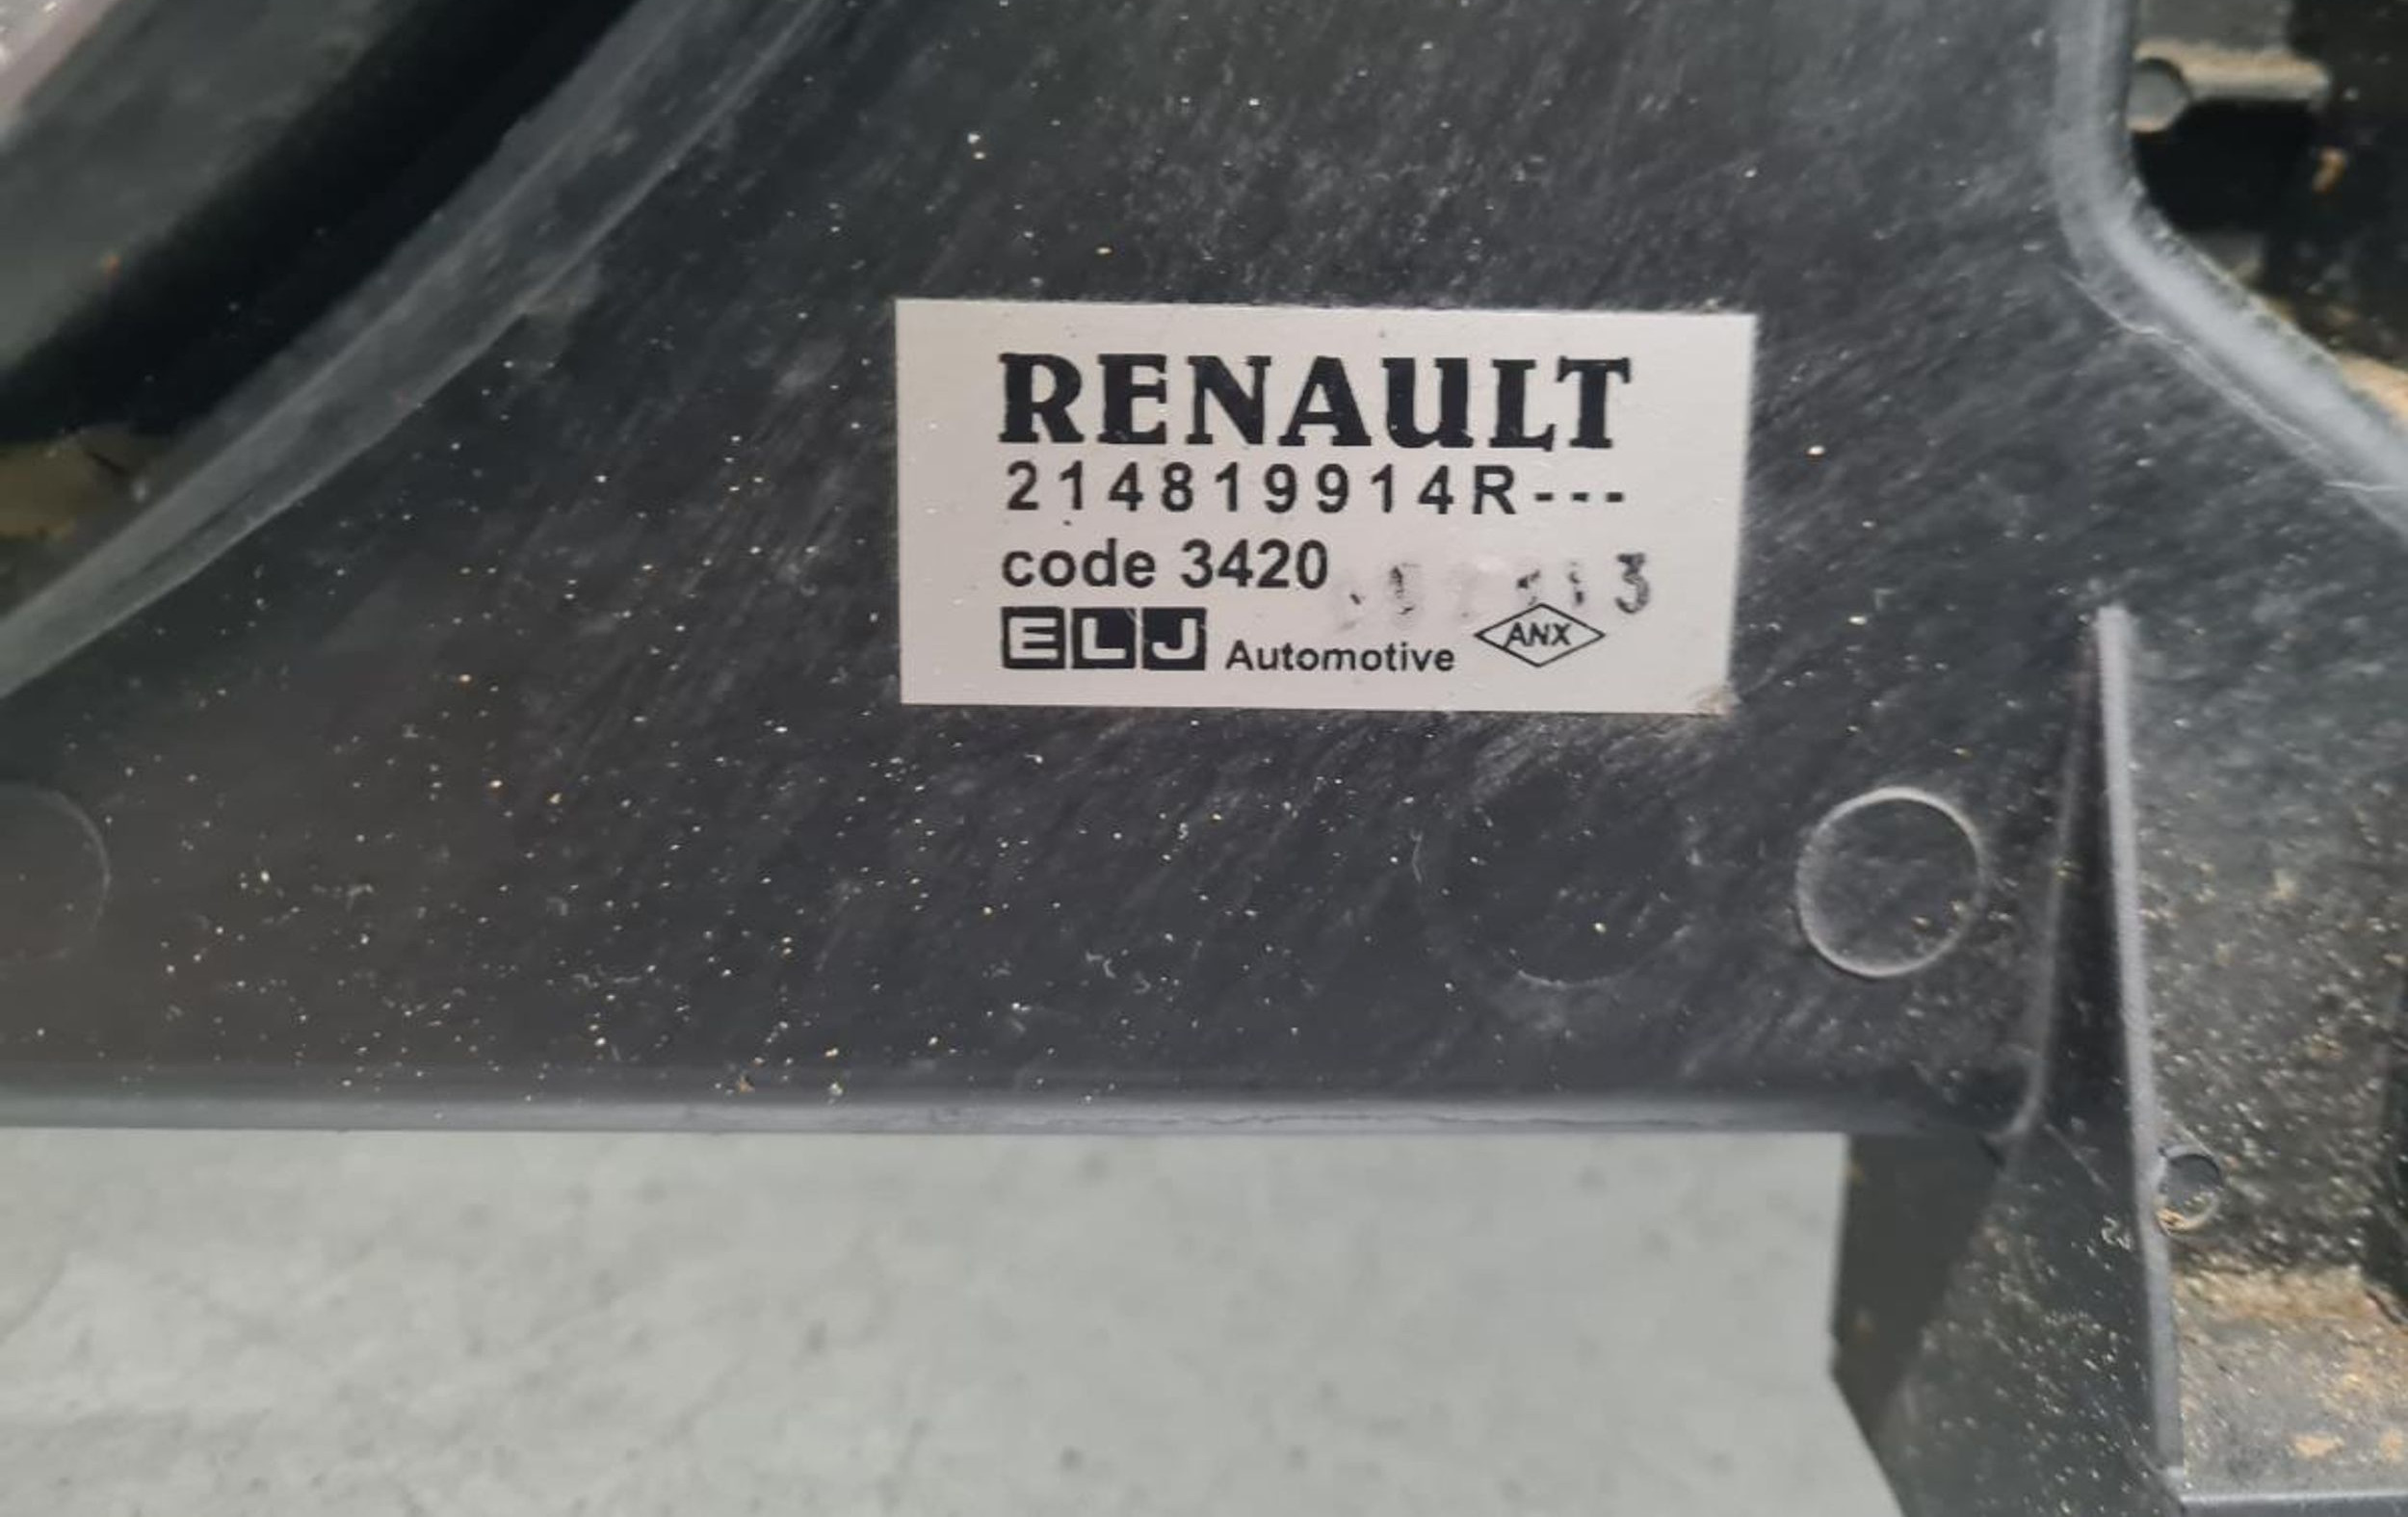 RENAULT
214819914R---
code 3420
ELJ Automotive ANX